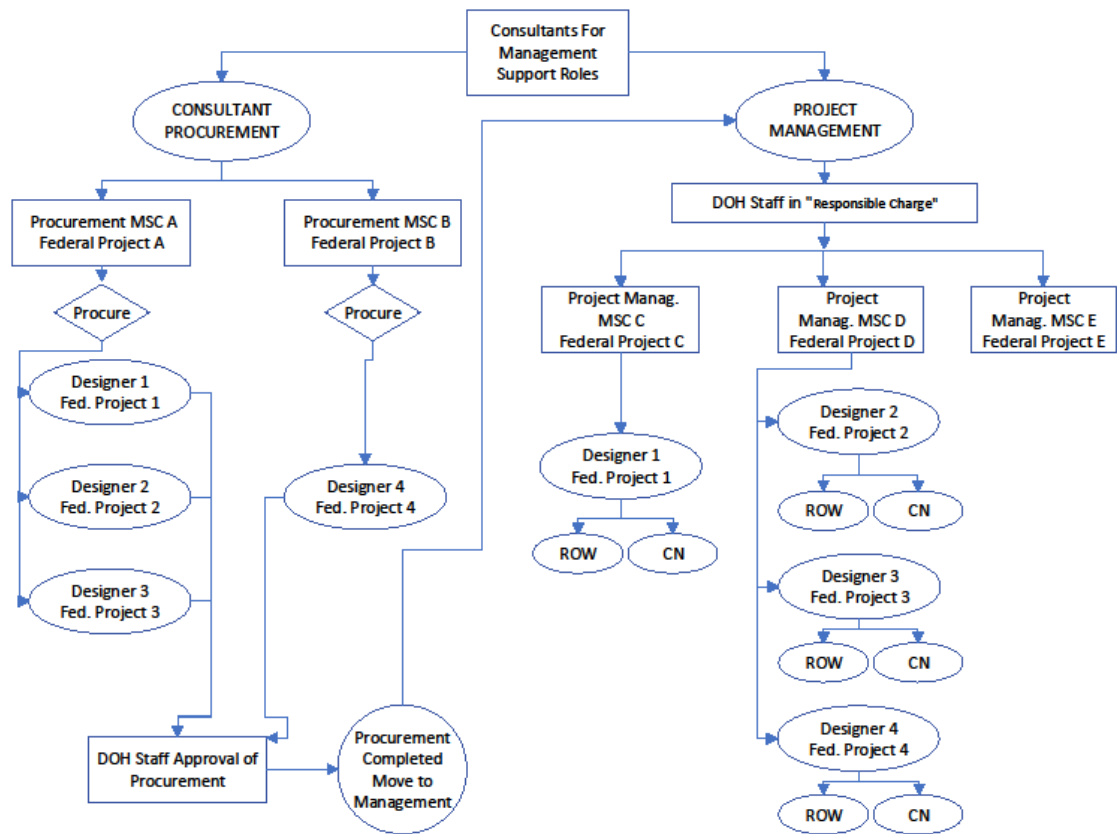 Consultants For
Management
Support Roles
CONSULTANT
PROCUREMENT
PROJECT
MANAGEMENT
Procurement MSC A
Federal Project A
Procurement MSC B
Federal Project B
DOH Staff in "Responsible Charge"
Procure
Procure
Project Manag.
MSC C
Federal Project C
Project
Manag. MSC D
Federal Project D
Project
Manag. MSC E
Federal Project E
Designer 1
Fed. Project 1
Designer 2
Fed. Project 2
Designer 3
Fed. Project 3
Designer 4
Fed. Project 4
Designer 1
Fed. Project 1
ROW
CN
Designer 2
Fed. Project 2
ROW
CN
Designer 3
Fed. Project 3
ROW
CN
Designer 4
Fed. Project 4
ROW
CN
DOH Staff Approval of
Procurement
Procurement
Completed
Move to
Management